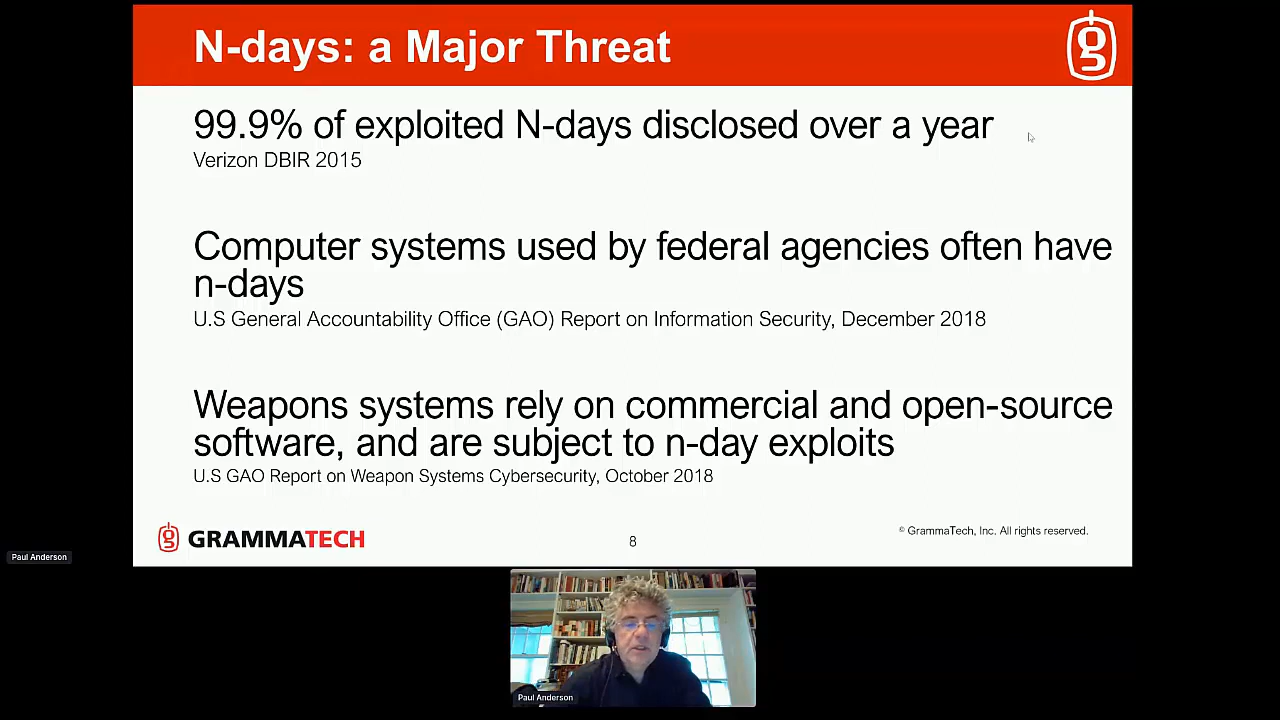 N-days: a Major Threat
99.9% of exploited N-days disclosed over a year
Verizon DBIR 2015
Computer systems used by federal agencies often have
n-days
U.S General Accountability Office (GAO) Report on Information Security, December 2018
Weapons systems rely on commercial and open-source
software, and are subject to n-day exploits
U.S GAO Report on Weapon Systems Cybersecurity, October 2018
GRAMMATECH
8
© GrammaTech, Inc. All rights reserved.
Paul Anderson
Paul Anderson